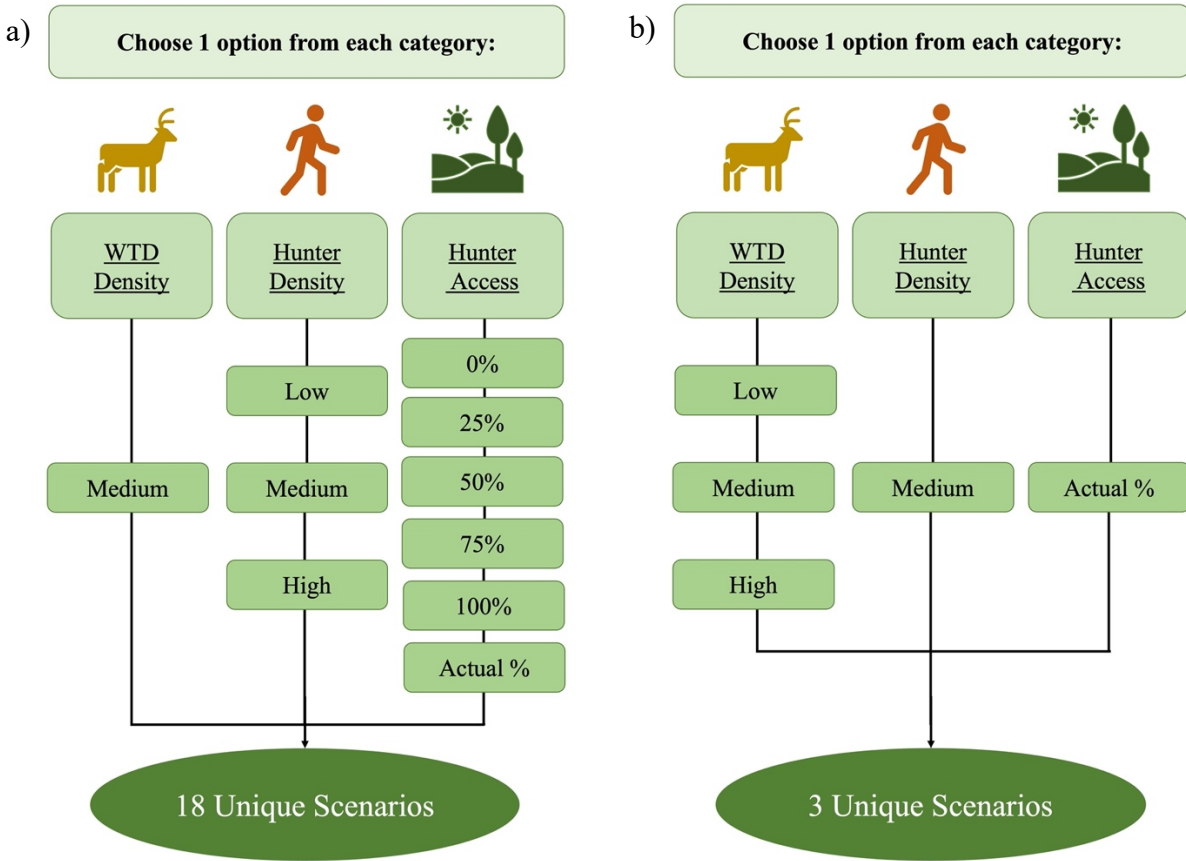 a)
Choose 1 option from each category:
WTD
Density
Hunter
Density
Hunter
Access
Medium
Low
Medium
High
0%
25%
50%
75%
100%
Actual %
18 Unique Scenarios
b)
Choose 1 option from each category:
WTD
Density
Hunter
Density
Hunter
Access
Low
Medium
High
Medium
Actual %
3 Unique Scenarios